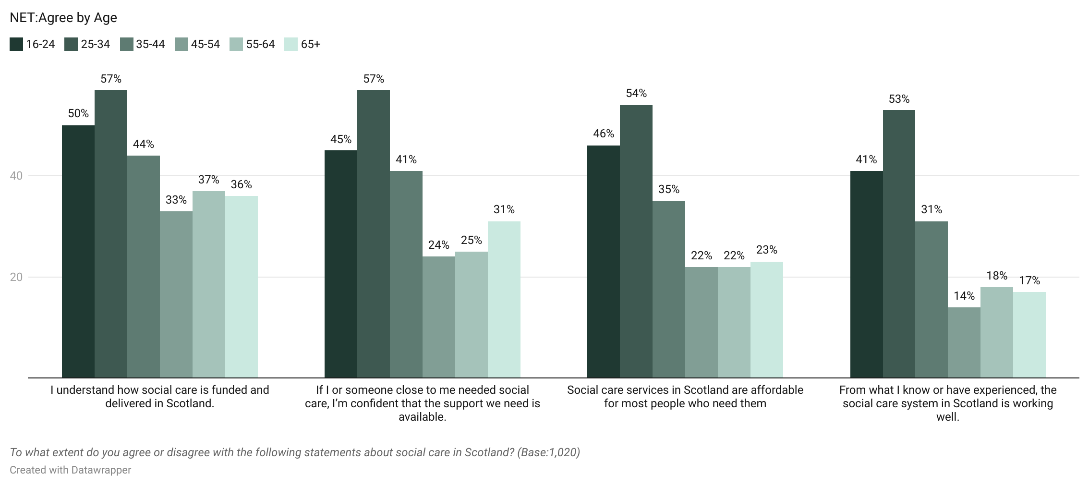 NET:Agree by Age
16-24 25-34 35-44 45-54 55-64 65+
50% 57% 44% 33% 37% 36%
45% 57% 41% 24% 25% 31%
46% 54% 35% 22% 22% 23%
41% 53% 31% 14% 18% 17%
40
20
I understand how social care is funded and
delivered in Scotland.
If I or someone close to me needed social
care, I'm confident that the support we need is
available.
Social care services in Scotland are affordable
for most people who need them
From what I know or have experienced, the
social care system in Scotland is working
well.
To what extent do you agree or disagree with the following statements about social care in Scotland? (Base:1,020)
Created with Datawrapper